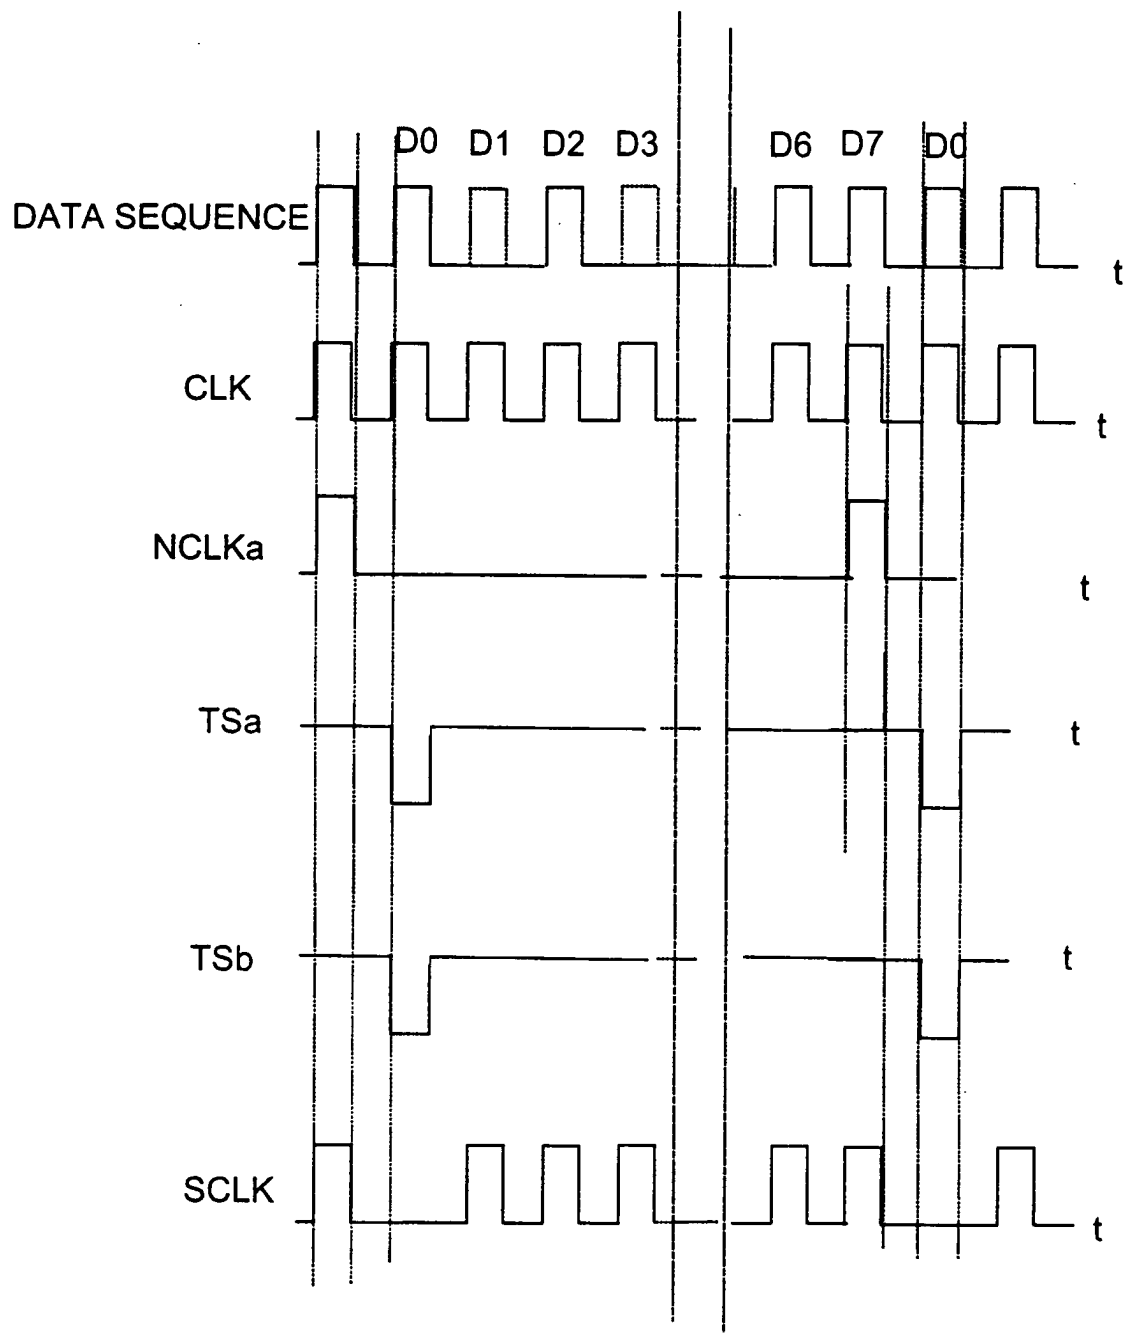 D0 D1 D2 D3 D6 D7 D0
DATA SEQUENCE t
CLK t
NCLKa t
TSa t
TSb t
SCLK t